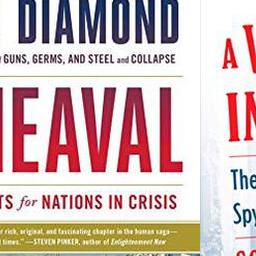 DIAMOND
GUNS, GERMS, AND STEEL and COLLAPSE
HEAVAL
TS for NATIONS IN CRISIS
rich, original, and fascinating chapter in the human saga—
times." —STEVEN PINKER, author of Enlightenment Now
A
IN
The
Spy